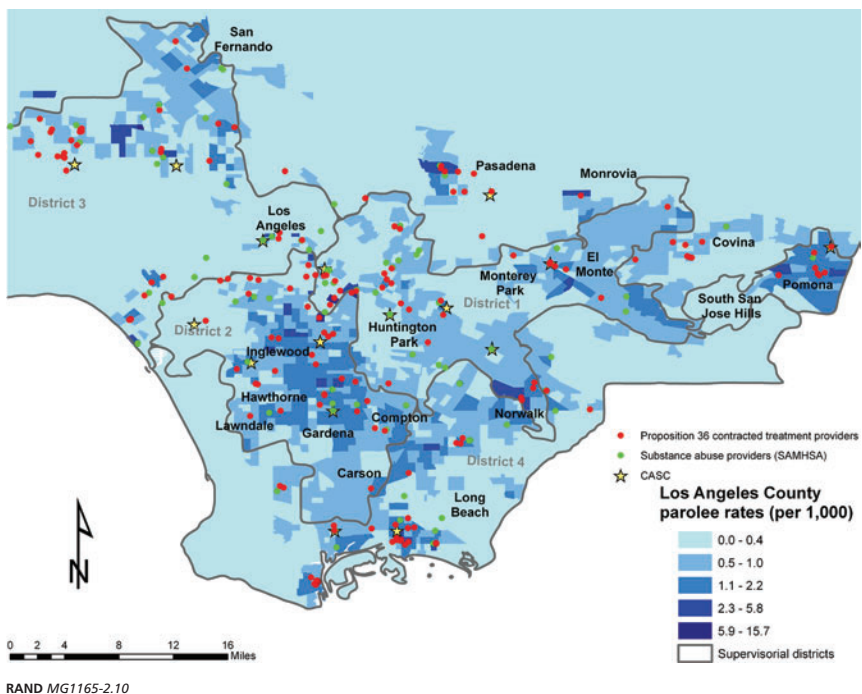 San
Fernando
Pasadena
Monrovia
District 3
Los
Angeles
Covina
El
Monte
Monterey
Park
Pomona
District 1
South San
Jose Hills
District 2
Huntington
Park
Inglewood
Hawthorne
Compton
Norwalk
Lawndale
Gardena
District 4
Carson
Long
Beach
Proposition 36 contracted treatment providers
Substance abuse providers (SAMHSA)
CASC
Los Angeles County
parolee rates (per 1,000)
0.0 - 0.4
0.5 - 1.0
1.1 - 2.2
2.3 - 5.8
5.9 - 15.7
Supervisorial districts
N
0 2 4 8 12 16
Miles
RAND MG1165-2.10